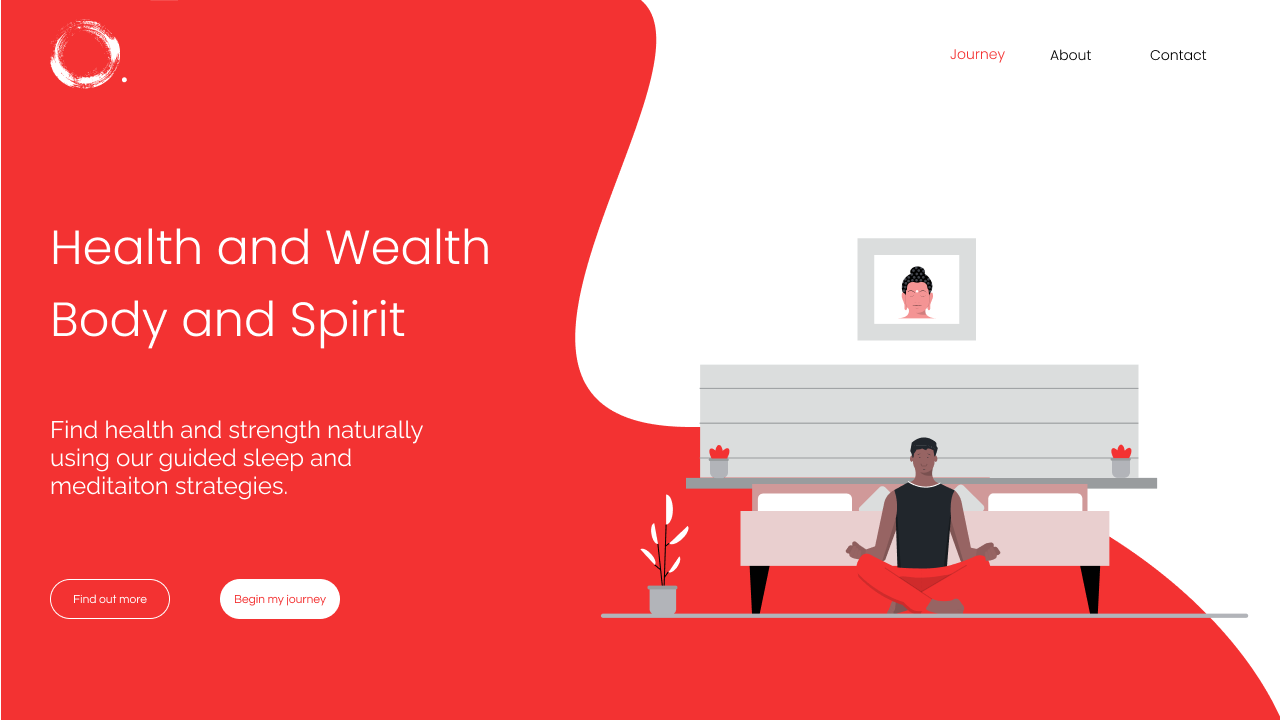 Journey
About
Contact
Health and Wealth
Body and Spirit
Find health and strength naturally
using our guided sleep and
meditaiton strategies.
Find out more
Begin my journey